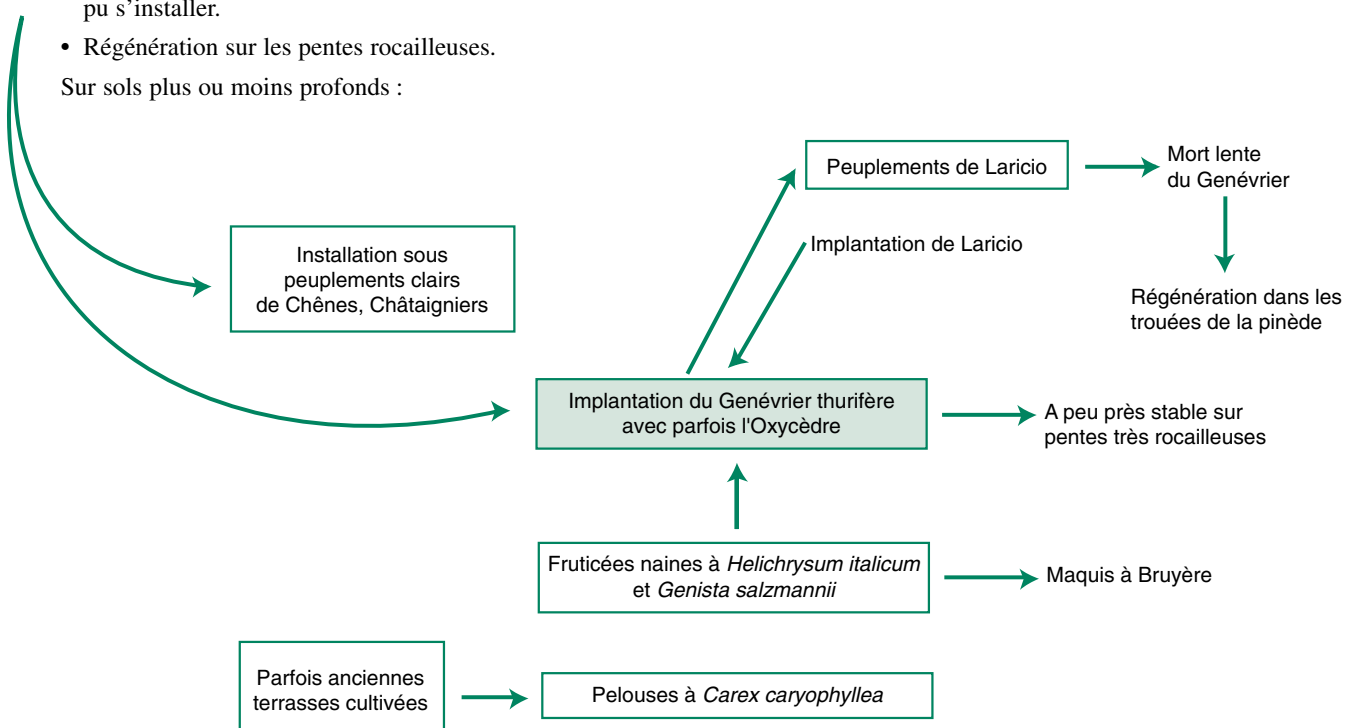 pu s’installer.
• Régénération sur les pentes rocailleuses.
Sur sols plus ou moins profonds :
Peuplements de Laricio
Mort lente
du Genévrier
Implantation de Laricio
Installation sous
peuplements clairs
de Chênes, Châtaigniers
Régénération dans les
trouées de la pinède
Implantation du Genévrier thurifère
avec parfois l'Oxycèdre
A peu près stable sur
pentes très rocailleuses
Fruticées naines à Helichrysum italicum
et Genista salzmannii
Maquis à Bruyère
Parfois anciennes
terrasses cultivées
Pelouses à Carex caryophyllea